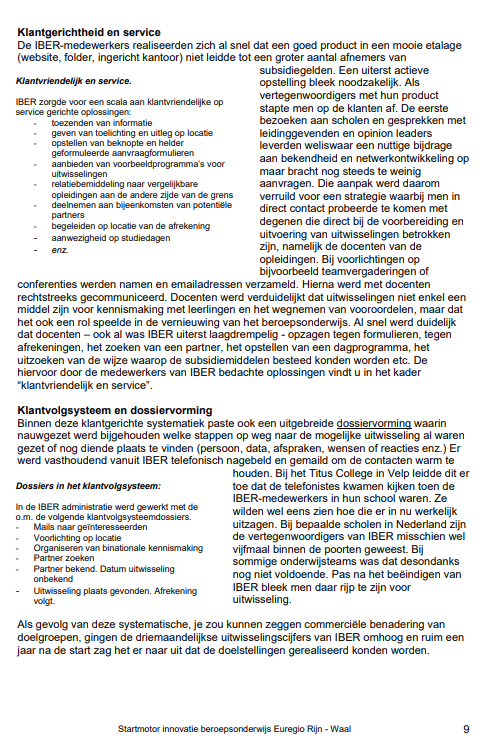 Klantgerichtheid en service
De IBER-medewerkers realiseerden zich al snel dat een goed product in een mooie etalage
(website, folder, ingericht kantoor) niet leidde tot een groter aantal afnemers van
subsidiegelden. Een uiterst actieve
opstelling bleek noodzakelijk. Als
vertegenwoordigers met hun product
stapte men op de klanten af. De eerste
bezoeken aan scholen en gesprekken met
leidinggevenden en opinion leaders
leverden weliswaar een nuttige bijdrage
aan bekendheid en netwerkontwikkeling op
maar bracht nog steeds te weinig
aanvragen. Die aanpak werd daarom
verruild voor een strategie waarbij men in
direct contact probeerde te komen met
degenen die direct bij de voorbereiding en
uitvoering van uitwisselingen betrokken
zijn, namelijk de docenten van de
opleidingen. Bij voorlichtingen op
bijvoorbeeld teamvergaderingen of
Klantvriendelijk en service.
IBER zorgde voor een scala aan klantvriendelijke op
service gerichte oplossingen:
- toezenden van informatie
- geven van toelichting en uitleg op locatie
- opstellen van beknopte en helder
geformuleerde aanvraagformulieren
- aanbieden van voorbeeldprogramma's voor
uitwisselingen
- relatiebemiddeling naar vergelijkbare
opleidingen aan de andere zijde van de grens
- deelnemen aan bijeenkomsten van potentiële
partners
- begeleiden op locatie van de afrekening
- aanwezigheid op studiedagen
- enz.
conferenties werden namen en emailadressen verzameld. Hierna werd met docenten
rechtstreeks gecommuniceerd. Docenten werd verduidelijkt dat uitwisselingen niet enkel een
middel zijn voor kennismaking met leerlingen en het wegnemen van vooroordelen, maar dat
het ook een rol speelde in de vernieuwing van het beroepsonderwijs. Al snel werd duidelijk
dat docenten – ook al was IBER uiterst laagdrempelig - opzagen tegen formulieren, tegen
afrekeningen, het zoeken van een partner, het opstellen van een dagprogramma, het
uitzoeken van de wijze waarop de subsidiemiddelen besteed konden worden etc. De
hiervoor door de medewerkers van IBER bedachte oplossingen vindt u in het kader
"klantvriendelijk en service".
Klantvolgsysteem en dossiervorming
Binnen deze klantgerichte systematiek paste ook een uitgebreide dossiervorming waarin
nauwgezet werd bijgehouden welke stappen op weg naar de mogelijke uitwisseling al waren
gezet of nog diende plaats te vinden (persoon, data, afspraken, wensen of reacties enz.) Er
werd vasthoudend vanuit IBER telefonisch nagebeld en gemaild om de contacten warm te
houden. Bij het Titus College in Velp leidde dit er
toe dat de telefonistes kwamen kijken toen de
IBER-medewerkers in hun school waren. Ze
wilden wel eens zien hoe die er in nu werkelijk
uitzagen. Bij bepaalde scholen in Nederland zijn
de vertegenwoordigers van IBER misschien wel
vijfmaal binnen de poorten geweest. Bij
sommige onderwijsteams was dat desondanks
nog niet voldoende. Pas na het beëindigen van
IBER bleek men daar rijp te zijn voor
uitwisseling.
Dossiers in het klantvolgsysteem:
In de IBER administratie werd gewerkt met de
o.m. de volgende klantvolgsysteemdossiers.
- Mails naar geïnteresseerden
- Voorlichting op locatie
- Organiseren van binationale kennismaking
- Partner zoeken
- Partner bekend. Datum uitwisseling
onbekend
- Uitwisseling plaats gevonden. Afrekening
volgt.
Als gevolg van deze systematische, je zou kunnen zeggen commerciële benadering van
doelgroepen, gingen de driemaandelijkse uitwisselingscijfers van IBER omhoog en ruim een
jaar na de start zag het er naar uit dat de doelstellingen gerealiseerd konden worden.
Startmotor innovatie beroepsonderwijs Euregio Rijn - Waal
9